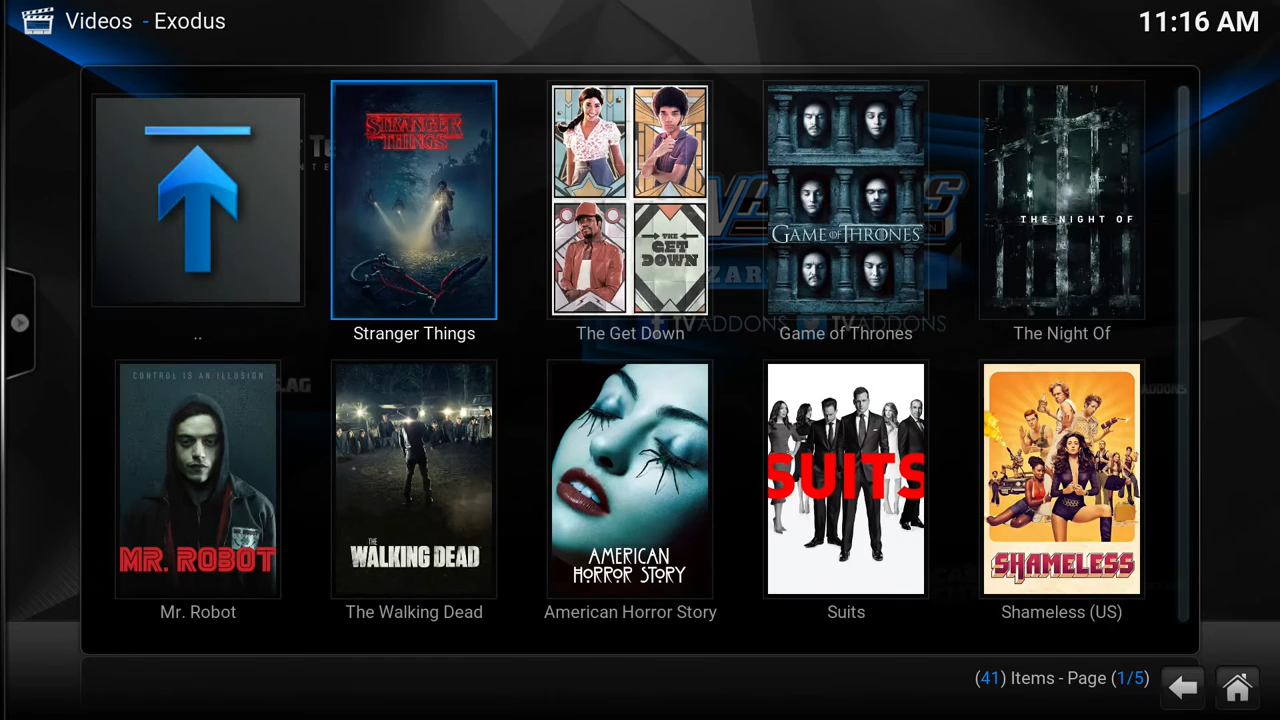 Videos - Exodus
11:16 AM
STRANGER
THINGS
THE
GET
DOWN
GAME OF THRONES
THE NIGHT OF
TVADDONS TVADDONS
..
Stranger Things
The Get Down
Game of Thrones
The Night Of
CONTROL IS AN ILLUSION
MR. ROBOT
THE
WALKING DEAD
AMERICAN
HORROR STORY
SUITS
SHAMELESS
Mr. Robot
The Walking Dead
American Horror Story
Suits
Shameless (US)
(41) Items - Page (1/5)